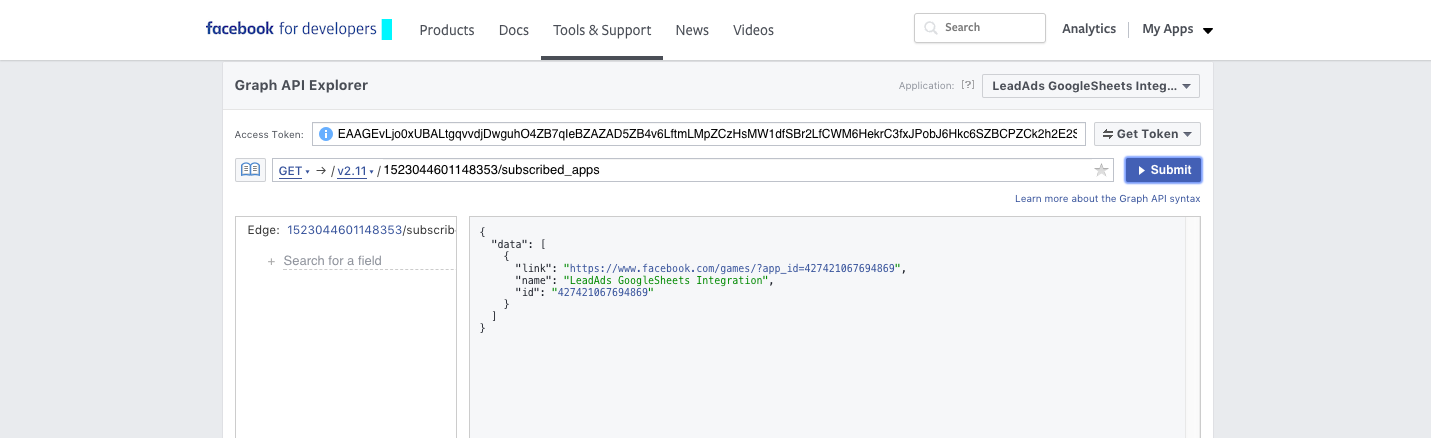 facebook for developers Products Docs Tools & Support News Videos Search Analytics My Apps
Graph API Explorer Application: [?] LeadAds GoogleSheets Integ...
Access Token: EAAGEvLjo0xUBALtgqvvdjDwguhO4ZB7qIeBZAZAD5ZB4v6LftmLMpZCzHsMW1dfSBr2LfCWM6HekrC3fxJPobJ6Hkc6SZBCPZCk2h2E2S Get Token
GET → / v2.11 / 1523044601148353/subscribed_apps Submit
Learn more about the Graph API syntax
Edge: 1523044601148353/subscrib
+ Search for a field
{
"data": [
{
"link": "https://www.facebook.com/games/?app_id=427421067694869",
"name": "LeadAds GoogleSheets Integration",
"id": "427421067694869"
}
]
}